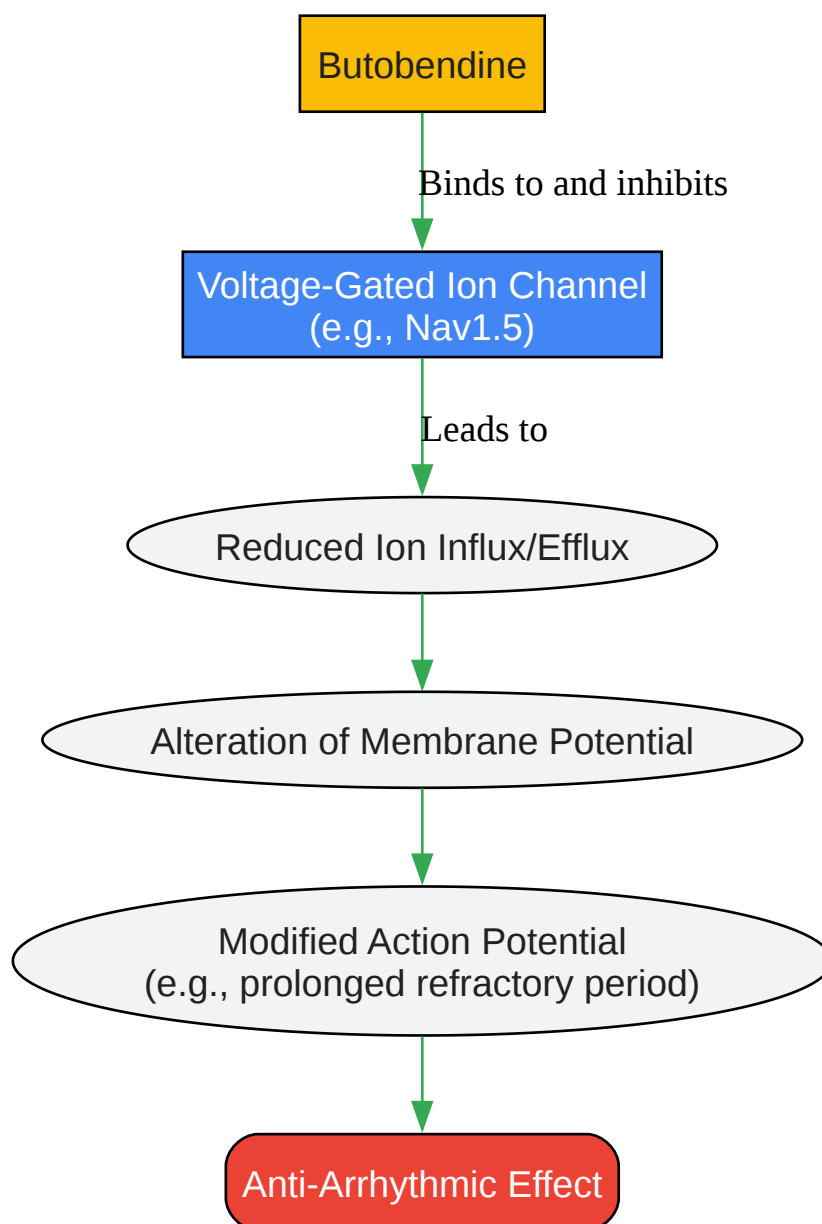 Butobendine
Binds to and inhibits
Voltage-Gated Ion Channel
(e.g., Nav1.5)
Leads to
Reduced Ion Influx/Efflux
Alteration of Membrane Potential
Modified Action Potential
(e.g., prolonged refractory period)
Anti-Arrhythmic Effect